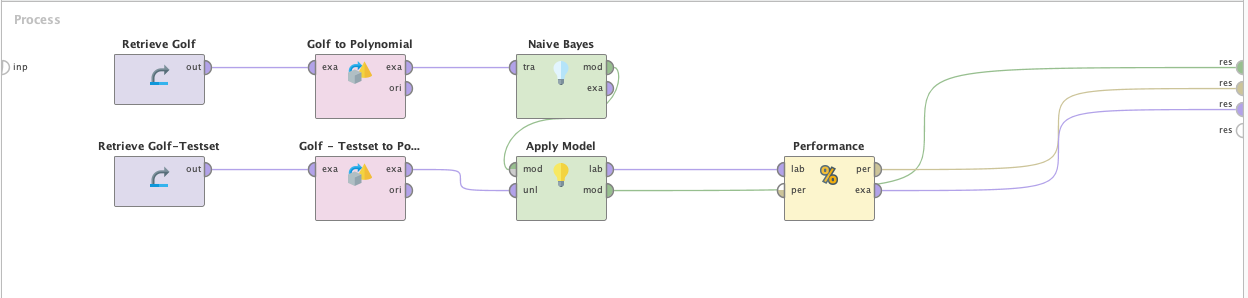 Process
inp
Retrieve Golf
out
Golf to Polynomial
exa exa
ori
Naive Bayes
tra mod
exa
Retrieve Golf-Testset
out
Golf - Testset to Po...
exa exa
ori
Apply Model
mod lab
unl mod
Performance
%
lab per
per exa
res
res
res
res